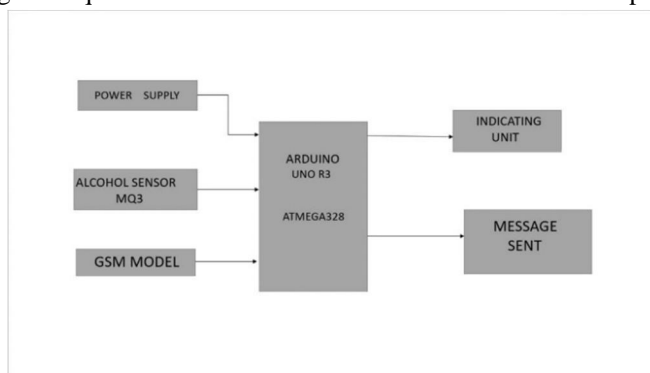 POWER SUPPLY
ALCOHOL SENSOR
MQ3
GSM MODEL
ARDUINO
UNO R3
ATMEGA328
INDICATING
UNIT
MESSAGE
SENT